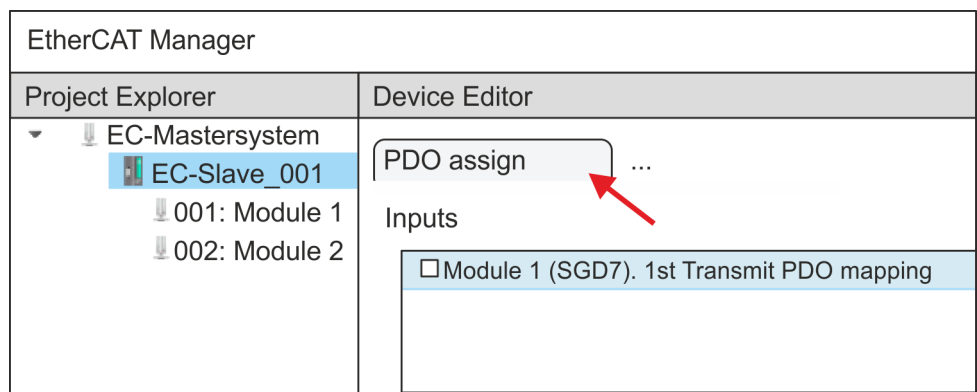 EtherCAT Manager
Project Explorer
Device Editor
EC-Mastersystem
EC-Slave_001
001: Module 1
002: Module 2
PDO assign
...
Inputs
Module 1 (SGD7). 1st Transmit PDO mapping